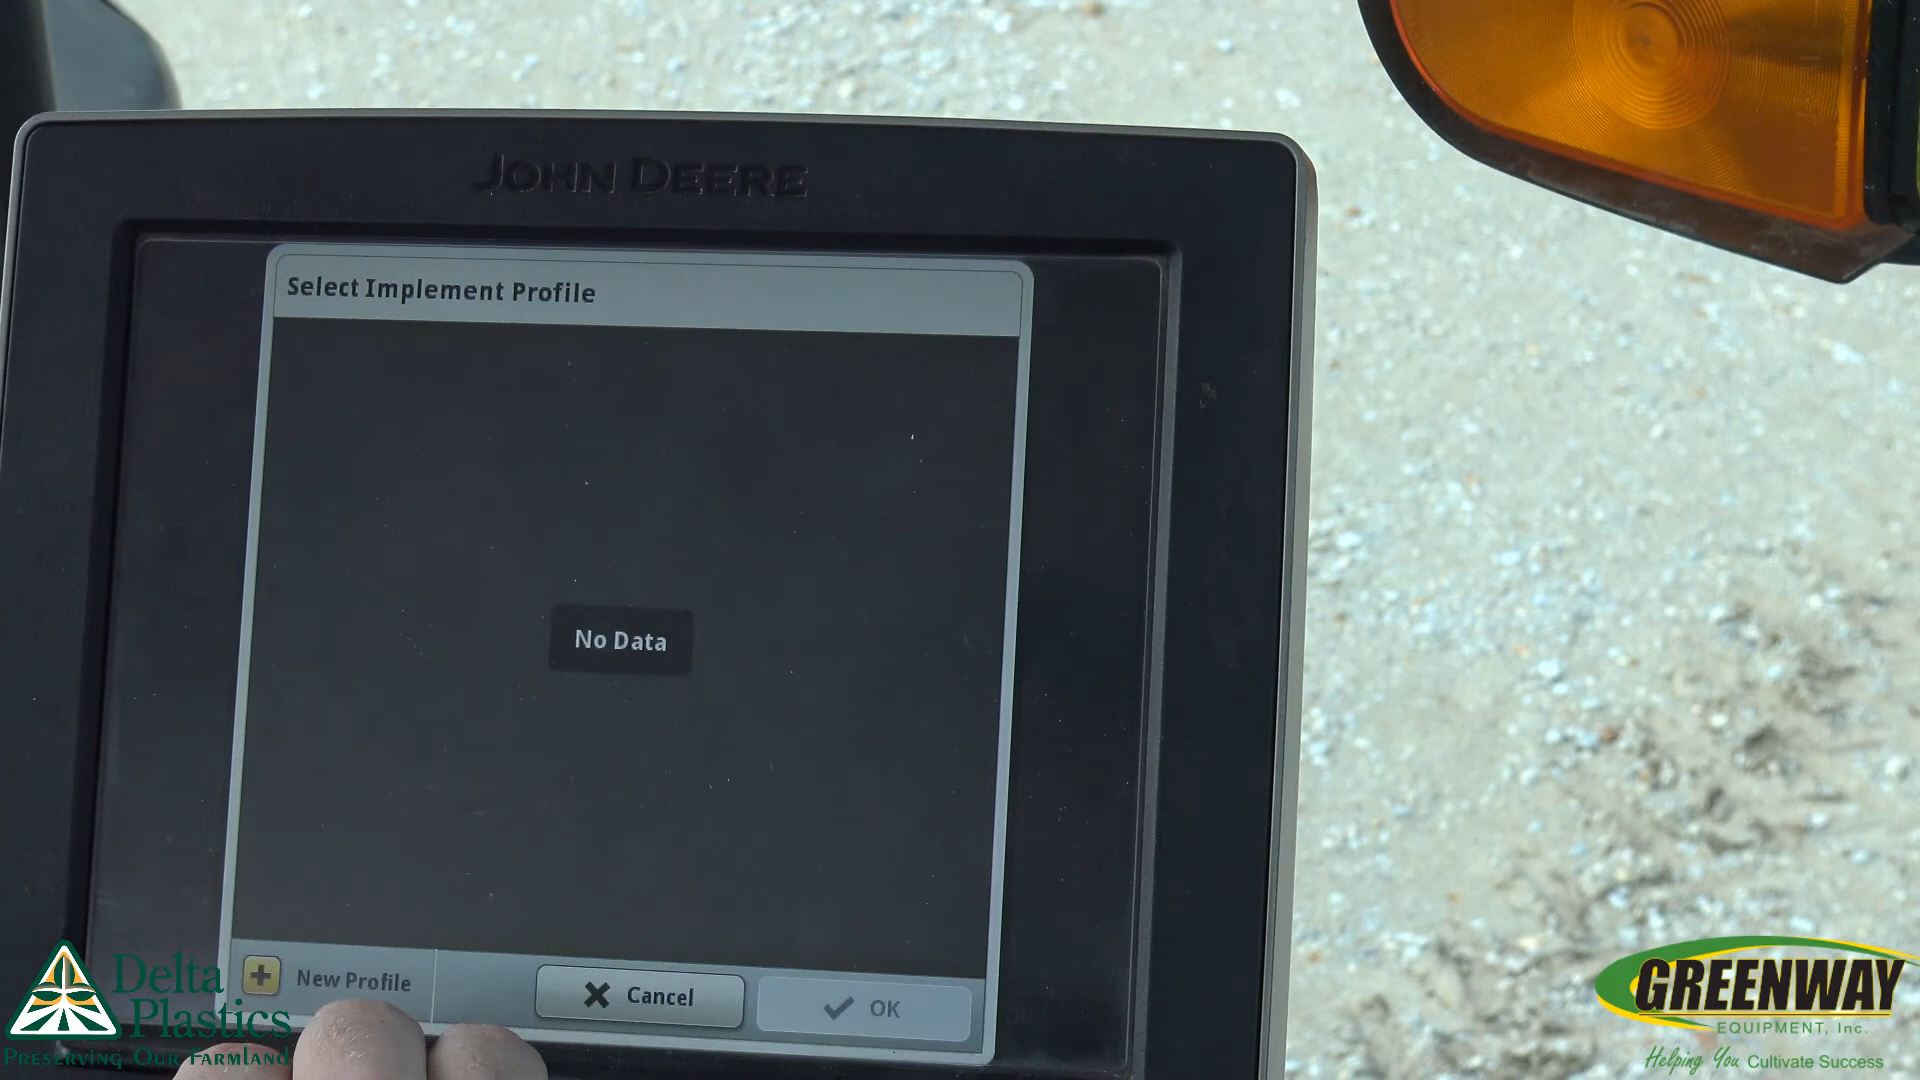 JOHN DEERE
Select Implement Profile
No Data
New Profile
Cancel
OK
Delta
Plastics
PRESERVING OUR FARMLAND
GREENWAY
EQUIPMENT, Inc.
Helping You Cultivate Success